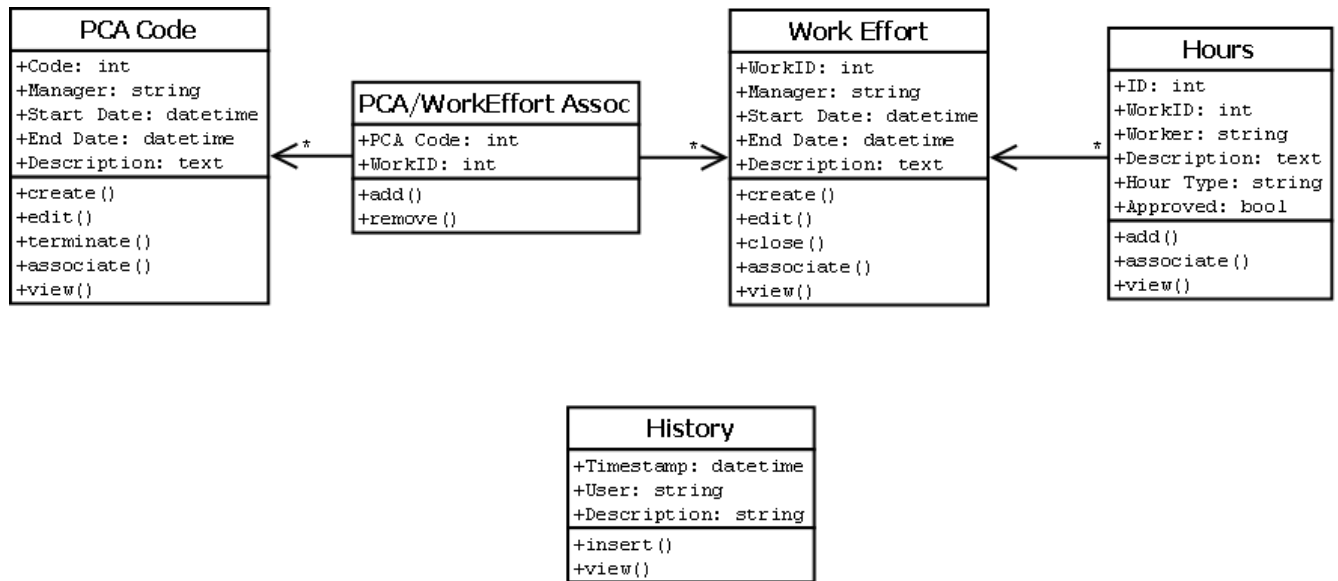 PCA Code
+Code: int
+Manager: string
+Start Date: datetime
+End Date: datetime
+Description: text
+create()
+edit()
+terminate()
+associate()
+view()
*
PCA/WorkEffort Assoc
+PCA Code: int
+WorkID: int
+add()
+remove()
*
Work Effort
+WorkID: int
+Manager: string
+Start Date: datetime
+End Date: datetime
+Description: text
+create()
+edit()
+close()
+associate()
+view()
*
Hours
+ID: int
+WorkID: int
+Worker: string
+Description: text
+Hour Type: string
+Approved: bool
+add()
+associate()
+view()
History
+Timestamp: datetime
+User: string
+Description: string
+insert()
+view()